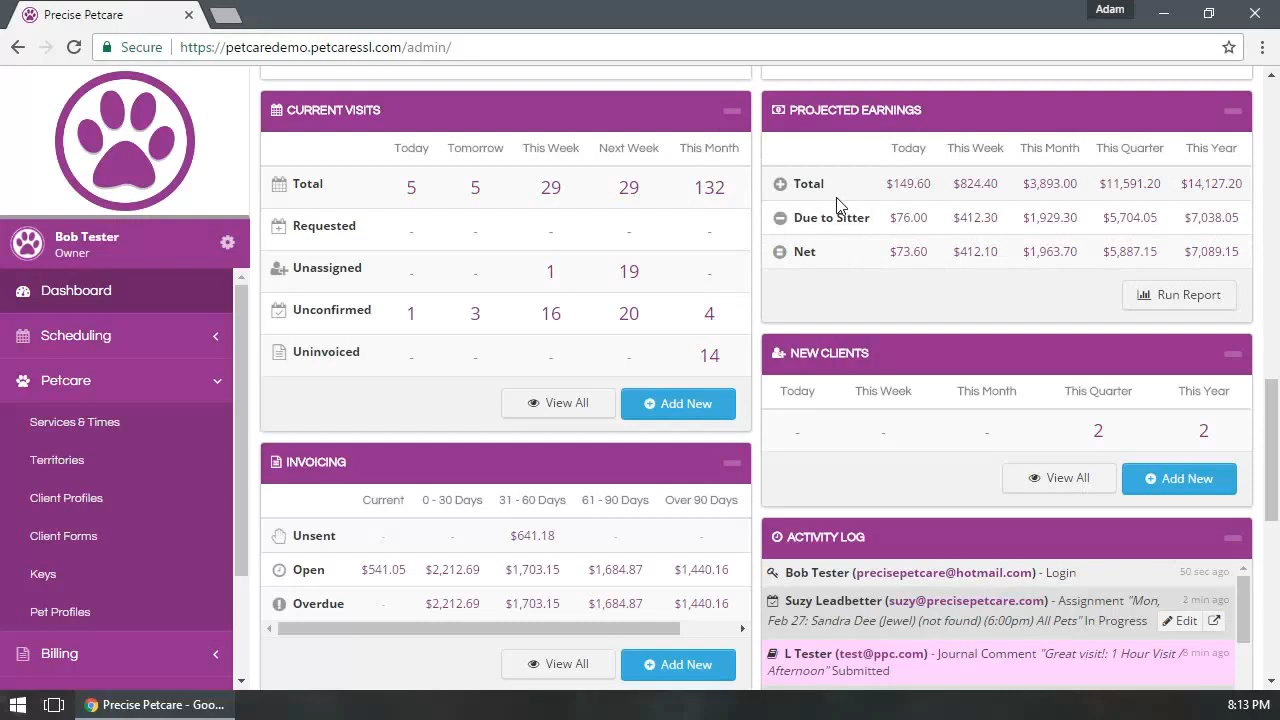 Precise Petcare
Adam
Secure https://petcaredemo.petcaressl.com/admin/
Bob Tester
Owner
Dashboard
Scheduling
Petcare
Services & Times
Territories
Client Profiles
Client Forms
Keys
Pet Profiles
Billing
CURRENT VISITS
Today Tomorrow This Week Next Week This Month
Total 5 5 29 29 132
Requested - - - - -
Unassigned - - 1 19 -
Unconfirmed 1 3 16 20 4
Uninvoiced - - - - 14
View All Add New
INVOICING
Current 0 - 30 Days 31 - 60 Days 61 - 90 Days Over 90 Days
Unsent - - $641.18 - -
Open $541.05 $2,212.69 $1,703.15 $1,684.87 $1,440.16
Overdue - $2,212.69 $1,703.15 $1,684.87 $1,440.16
View All Add New
PROJECTED EARNINGS
Today This Week This Month This Quarter This Year
Total $149.60 $824.40 $3,893.00 $11,591.20 $14,127.20
Due to Sitter $76.00 $412.30 $1,929.30 $5,704.05 $7,038.05
Net $73.60 $412.10 $1,963.70 $5,887.15 $7,089.15
Run Report
NEW CLIENTS
Today This Week This Month This Quarter This Year
- - - 2 2
View All Add New
ACTIVITY LOG
Bob Tester (precisepetcare@hotmail.com) - Login 50 sec ago
Suzy Leadbetter (suzy@precisepetcare.com) - Assignment "Mon, 2 min ago
Feb 27: Sandra Dee (Jewel) (not found) (6:00pm) All Pets" In Progress Edit
L Tester (test@ppc.com) - Journal Comment "Great visit!: 1 Hour Visit / min ago
Afternoon" Submitted
Precise Petcare - Goo...
8:13 PM